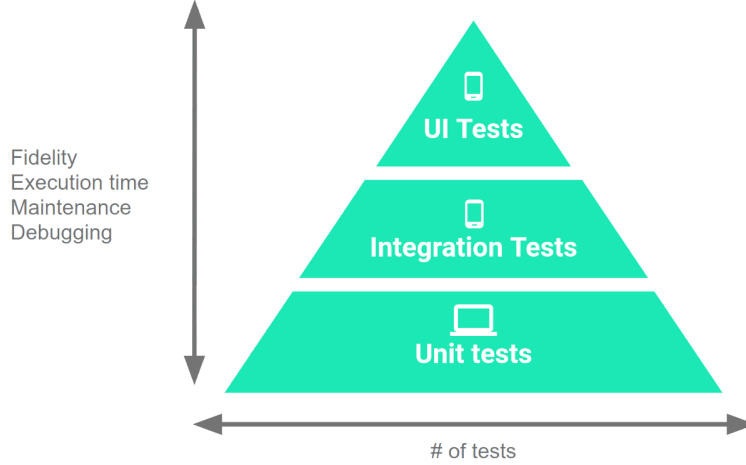 UI Tests
Fidelity
Execution time
Maintenance
Debugging
Integration Tests
Unit tests
# of tests